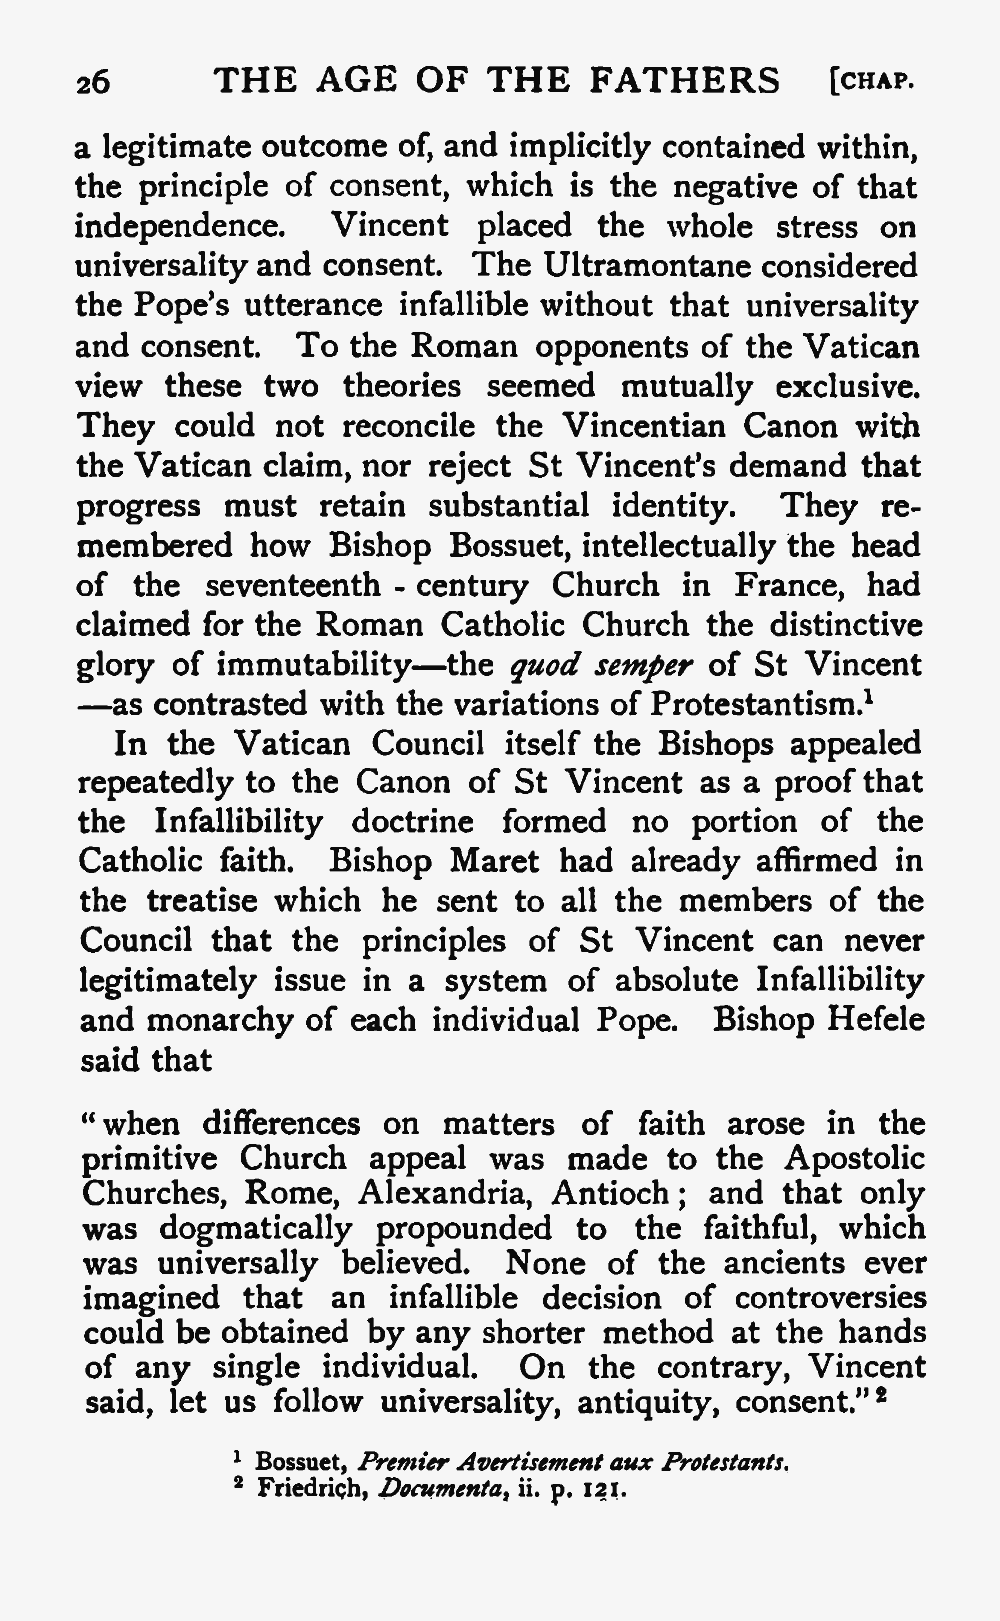 26 THE AGE OF THE FATHERS [CHAP.
a legitimate outcome of, and implicitly contained within,
the principle of consent, which is the negative of that
independence. Vincent placed the whole stress on
universality and consent. The Ultramontane considered
the Pope's utterance infallible without that universality
and consent. To the Roman opponents of the Vatican
view these two theories seemed mutually exclusive.
They could not reconcile the Vincentian Canon with
the Vatican claim, nor reject St Vincent's demand that
progress must retain substantial identity. They re-
membered how Bishop Bossuet, intellectually the head
of the seventeenth - century Church in France, had
claimed for the Roman Catholic Church the distinctive
glory of immutability—the quod semper of St Vincent
—as contrasted with the variations of Protestantism.¹
In the Vatican Council itself the Bishops appealed
repeatedly to the Canon of St Vincent as a proof that
the Infallibility doctrine formed no portion of the
Catholic faith. Bishop Maret had already affirmed in
the treatise which he sent to all the members of the
Council that the principles of St Vincent can never
legitimately issue in a system of absolute Infallibility
and monarchy of each individual Pope. Bishop Hefele
said that
"when differences on matters of faith arose in the
primitive Church appeal was made to the Apostolic
Churches, Rome, Alexandria, Antioch; and that only
was dogmatically propounded to the faithful, which
was universally believed. None of the ancients ever
imagined that an infallible decision of controversies
could be obtained by any shorter method at the hands
of any single individual. On the contrary, Vincent
said, let us follow universality, antiquity, consent."²
¹ Bossuet, Premier Avertisement aux Protestants.
² Friedrich, Documenta, ii. p. 121.